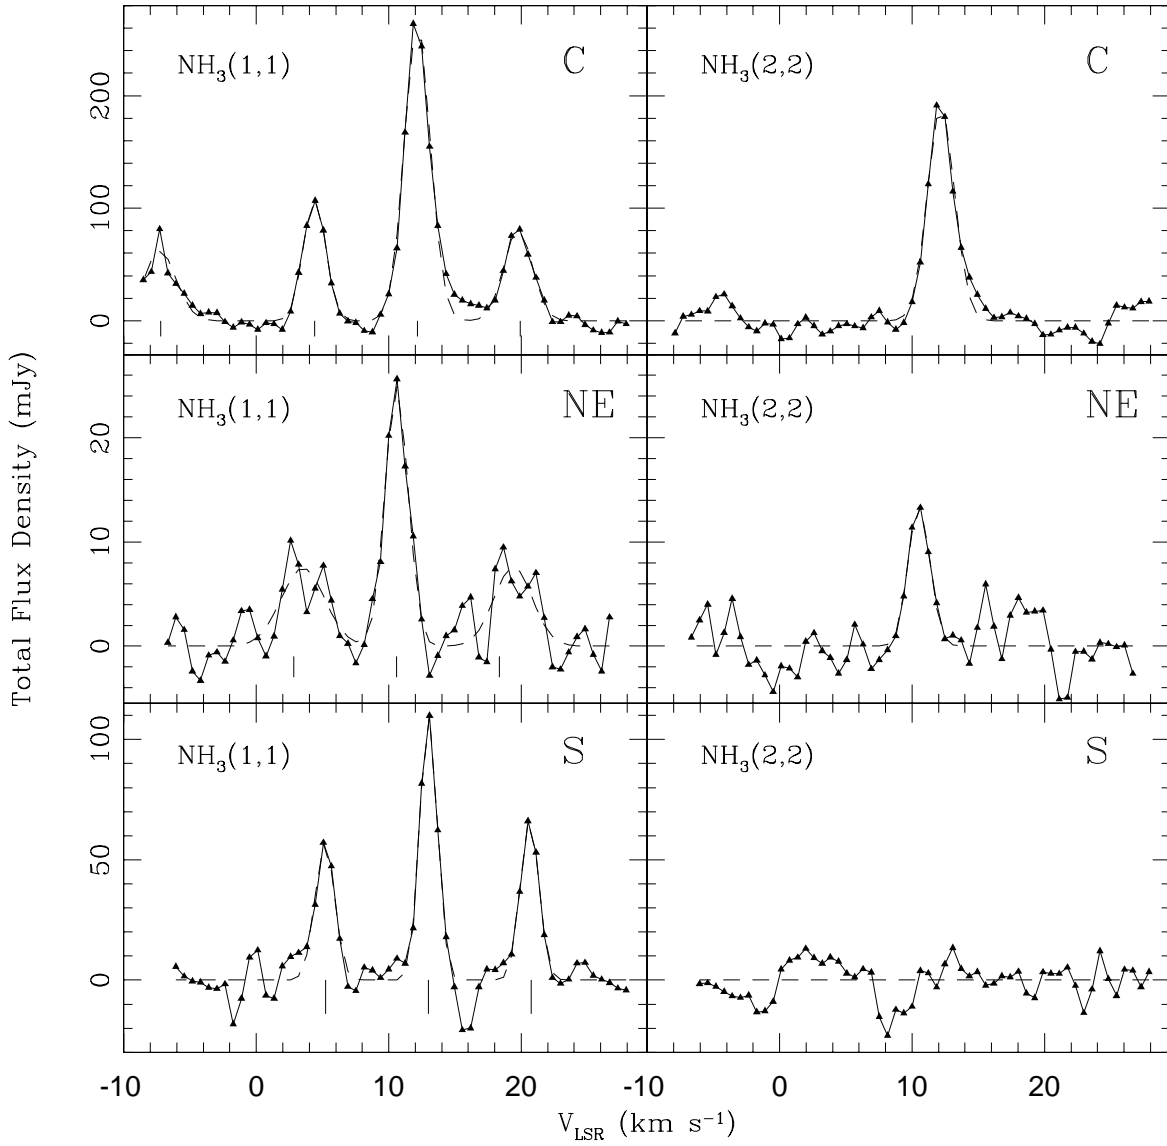 NH3(1,1) C
NH3(2,2) C
200
100
0
NH3(1,1) NE
NH3(2,2) NE
20
10
0
NH3(1,1) S
NH3(2,2) S
100
50
0
Total Flux Density (mJy)
-10 0 10 20 -10 0 10 20
VLSR (km s⁻¹)